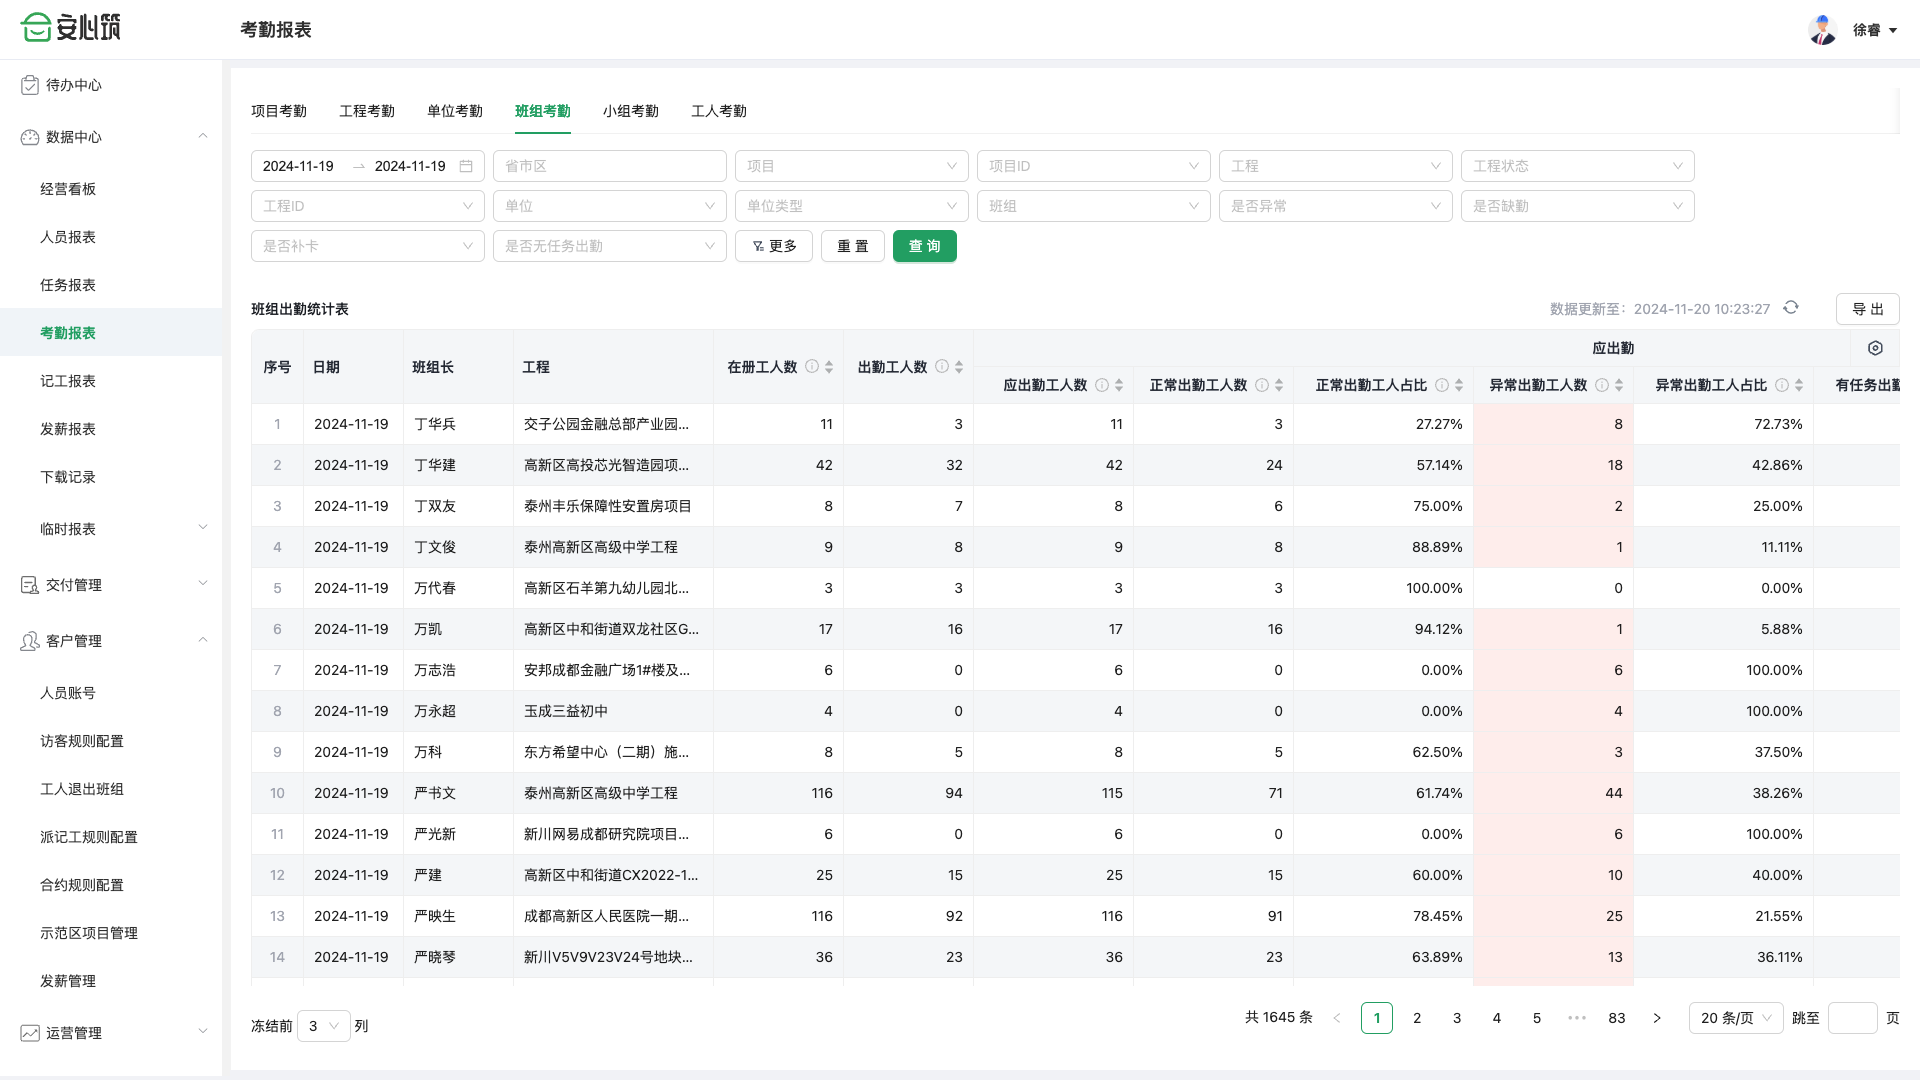 安心筑
考勤报表
徐睿
待办中心
数据中心
经营看板
人员报表
任务报表
考勤报表
记工报表
发薪报表
下载记录
临时报表
交付管理
客户管理
人员账号
访客规则配置
工人退出班组
派记工规则配置
合约规则配置
示范区项目管理
发薪管理
运营管理
项目考勤 工程考勤 单位考勤 班组考勤 小组考勤 工人考勤
2024-11-19 → 2024-11-19 省市区 项目 项目ID 工程 工程状态
工程ID 单位 单位类型 班组 是否异常 是否缺勤
是否补卡 是否无任务出勤 更多 重 置 查 询
班组出勤统计表 数据更新至：2024-11-20 10:23:27 导 出
序号 日期 班组长 工程 在册工人数 出勤工人数 应出勤
应出勤工人数 正常出勤工人数 正常出勤工人占比 异常出勤工人数 异常出勤工人占比 有任务出勤
1 2024-11-19 丁华兵 交子公园金融总部产业园... 11 3 11 3 27.27% 8 72.73%
2 2024-11-19 丁华建 高新区高投芯光智造园项... 42 32 42 24 57.14% 18 42.86%
3 2024-11-19 丁双友 泰州丰乐保障性安置房项目 8 7 8 6 75.00% 2 25.00%
4 2024-11-19 丁文俊 泰州高新区高级中学工程 9 8 9 8 88.89% 1 11.11%
5 2024-11-19 万代春 高新区石羊第九幼儿园北... 3 3 3 3 100.00% 0 0.00%
6 2024-11-19 万凯 高新区中和街道双龙社区G... 17 16 17 16 94.12% 1 5.88%
7 2024-11-19 万志浩 安邦成都金融广场1#楼及... 6 0 6 0 0.00% 6 100.00%
8 2024-11-19 万永超 玉成三益初中 4 0 4 0 0.00% 4 100.00%
9 2024-11-19 万科 东方希望中心（二期）施... 8 5 8 5 62.50% 3 37.50%
10 2024-11-19 严书文 泰州高新区高级中学工程 116 94 115 71 61.74% 44 38.26%
11 2024-11-19 严光新 新川网易成都研究院项目... 6 0 6 0 0.00% 6 100.00%
12 2024-11-19 严建 高新区中和街道CX2022-1... 25 15 25 15 60.00% 10 40.00%
13 2024-11-19 严映生 成都高新区人民医院一期... 116 92 116 91 78.45% 25 21.55%
14 2024-11-19 严晓琴 新川V5V9V23V24号地块... 36 23 36 23 63.89% 13 36.11%
冻结前 3 列 共 1645 条 < 1 2 3 4 5 ••• 83 > 20 条/页 跳至 页